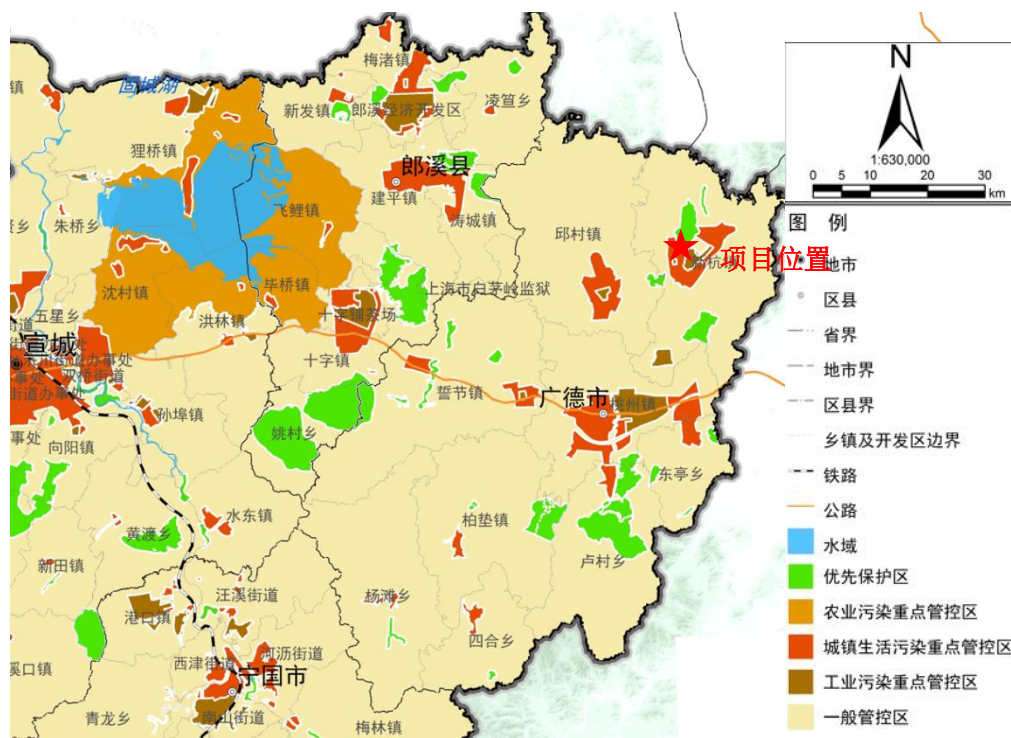 梅渚镇
固城湖
新发镇
郎溪经济开发区
凌笪乡
狸桥镇
郎溪县
建平镇
飞鲤镇
涛城镇
朱桥乡
邱村镇
项目位置
沈村镇
毕桥镇
上海市白茅岭监狱
五星乡
洪林镇
十字铺茶场
宣城
双桥街道
十字镇
誓节镇
广德市
桃州镇
孙埠镇
向阳镇
姚村乡
东亭乡
水东镇
柏垫镇
黄渡乡
卢村乡
新田镇
汪溪街道
杨滩乡
港口镇
四合乡
河沥街道
西津街道
溪口镇
宁国市
青龙乡
南山街道
梅林镇
N
1:630,000
0 5 10 20 30
km
图 例
地市
区县
省界
地市界
区县界
乡镇及开发区边界
铁路
公路
水域
优先保护区
农业污染重点管控区
城镇生活污染重点管控区
工业污染重点管控区
一般管控区